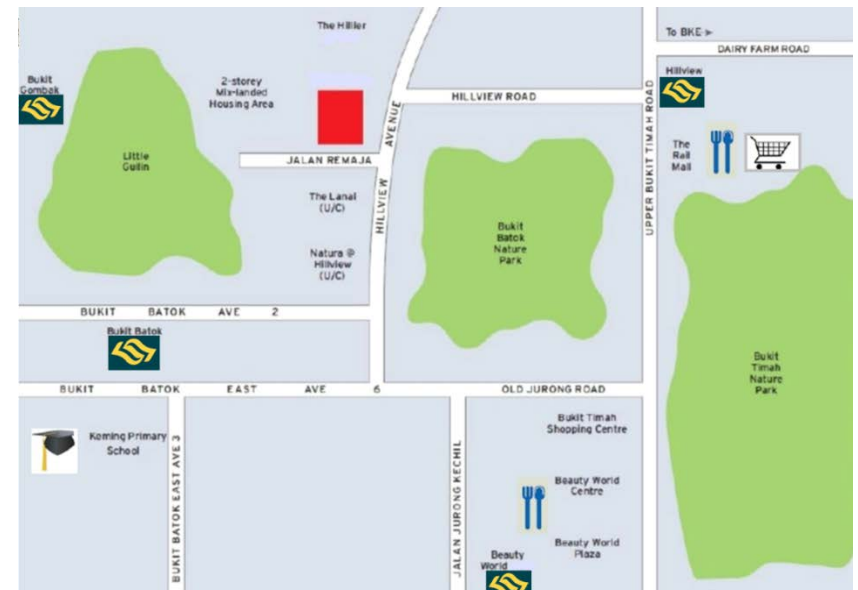 The Hillier
To BKE
DAIRY FARM ROAD
Bukit
Gombak
2-storey
Mix-landed
Housing Area
Hillview
HILLVIEW ROAD
HILLVIEW AVENUE
UPPER BUKIT TIMAH ROAD
The
Rail
Mall
Little
Guilin
JALAN REMAJA
The Lanai
(U/C)
Bukit
Batok
Nature
Park
Natura @
Hillview
(U/C)
BUKIT BATOK AVE 2
Bukit Batok
Bukit
Timah
Nature
Park
BUKIT BATOK EAST AVE 6
OLD JURONG ROAD
Bukit Timah
Shopping Centre
Keming Primary
School
BUKIT BATOK EAST AVE 3
JALAN JURONG KECHIL
Beauty World
Centre
Beauty World
Plaza
Beauty
World